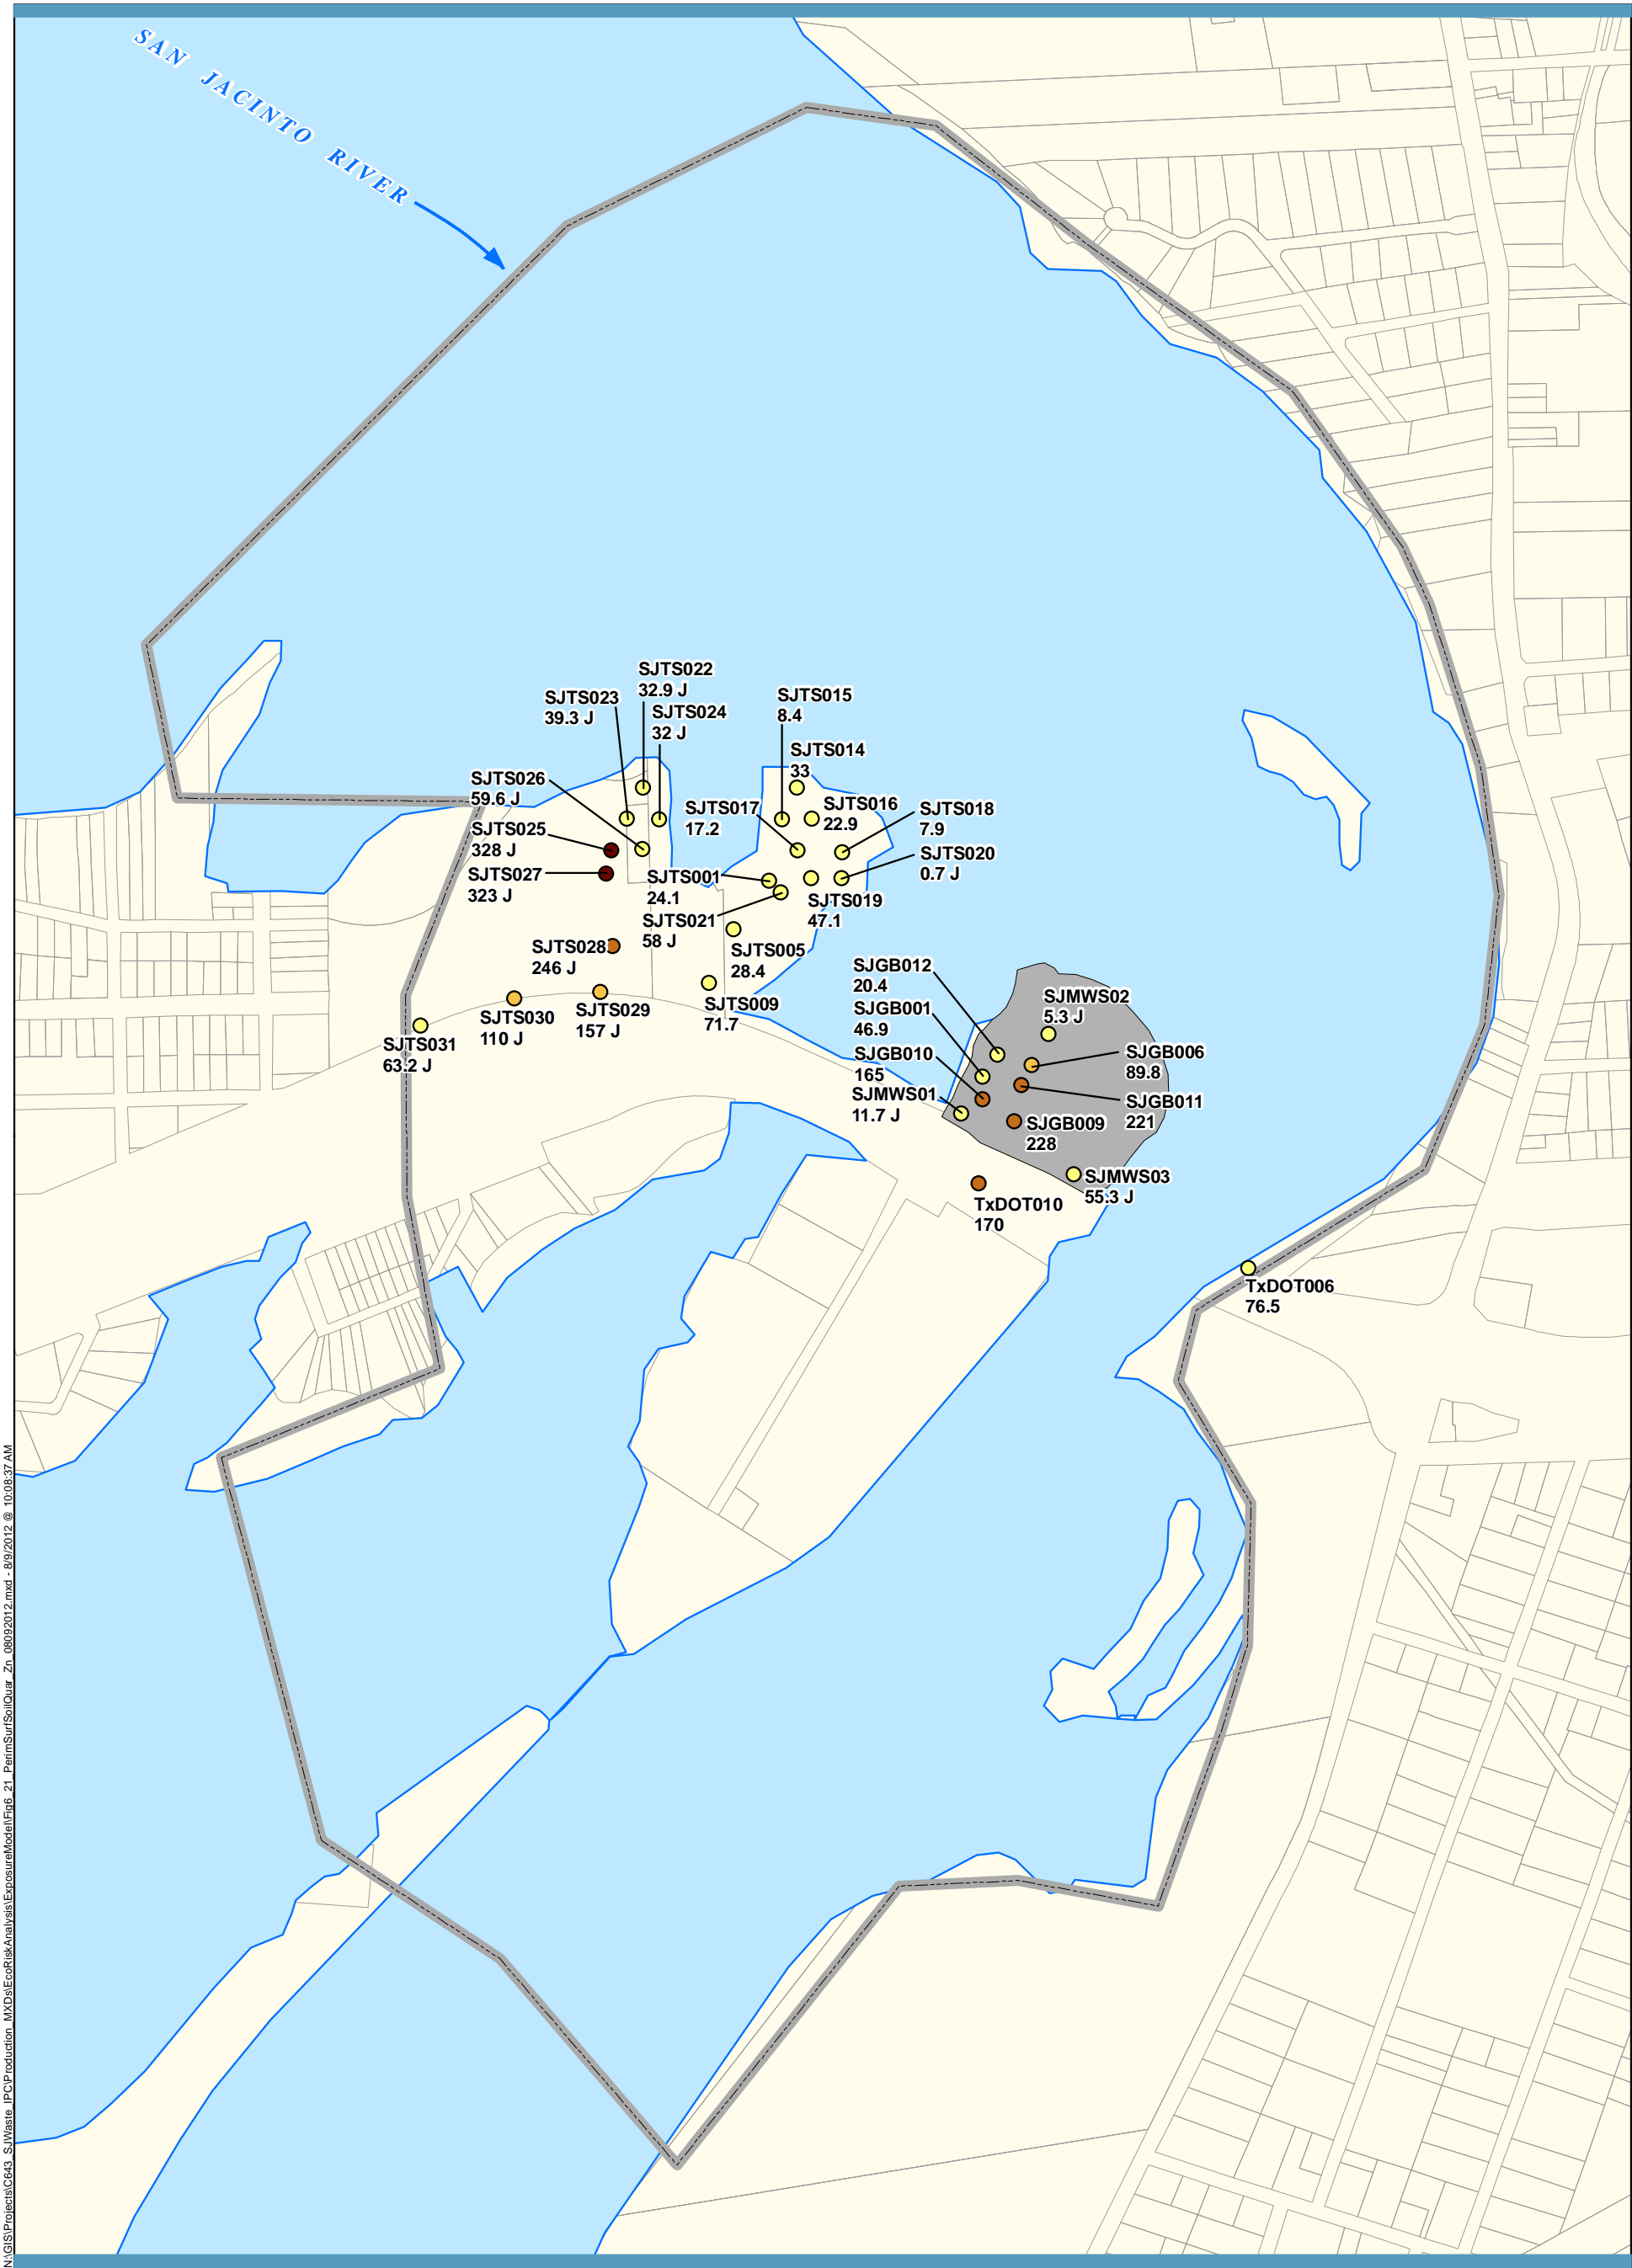 SAN JACINTO RIVER
SJTS022
32.9 J
SJTS023
39.3 J
SJTS024
32 J
SJTS015
8.4
SJTS014
33
SJTS026
59.6 J
SJTS017
17.2
SJTS016
22.9
SJTS018
7.9
SJTS025
328 J
SJTS020
0.7 J
SJTS027
323 J
SJTS001
24.1
SJTS019
47.1
SJTS021
58 J
SJTS028
246 J
SJTS005
28.4
SJGB012
20.4
SJTS009
71.7
SJTS029
157 J
SJTS030
110 J
SJTS031
63.2 J
SJMWS02
5.3 J
SJGB001
46.9
SJGB010
165
SJGB006
89.8
SJMWS01
11.7 J
SJGB011
221
SJGB009
228
SJMWS03
55.3 J
TxDOT010
170
TxDOT006
76.5
N:\GIS\Projects\C643_SJWaste_IPC\Production_MXDs\EcoRiskAnalysis\ExposureModel\Fig6_21_PerimSurfSoilQuar_Zn_08092012.mxd - 8/9/2012 @ 10:08:37 AM